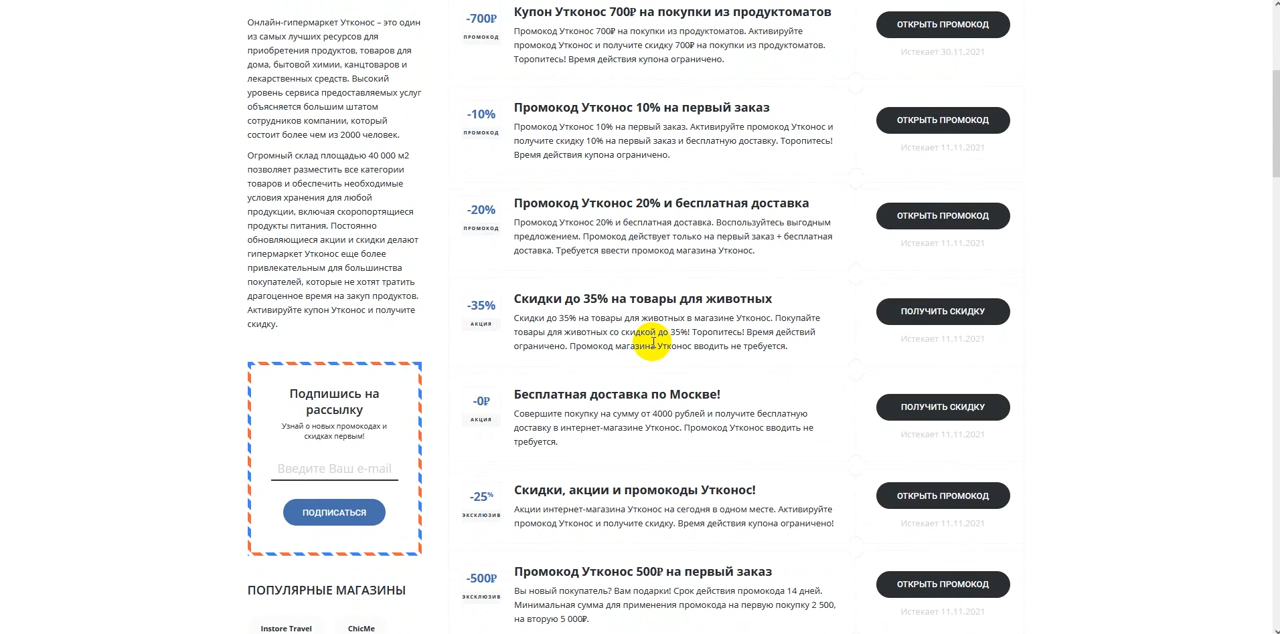 Онлайн-гипермаркет Утконос – это один
из самых лучших ресурсов для
приобретения продуктов, товаров для
дома, бытовой химии, канцтоваров и
лекарственных средств. Высокий
уровень сервиса предоставляемых услуг
объясняется большим штатом
сотрудников компании, который
состоит более чем из 2000 человек.
Огромный склад площадью 40 000 м2
позволяет разместить все категории
товаров и обеспечить необходимые
условия хранения для любой
продукции, включая скоропортящиеся
продукты питания. Постоянно
обновляющиеся акции и скидки делают
гипермаркет Утконос еще более
привлекательным для большинства
покупателей, которые не хотят тратить
драгоценное время на закуп продуктов.
Активируйте купон Утконос и получите
скидку.
Подпишись на
рассылку
Узнай о новых промокодах и
скидках первым!
Введите Ваш e-mail
ПОДПИСАТЬСЯ
ПОПУЛЯРНЫЕ МАГАЗИНЫ
Instore Travel
ChicMe
-700₽
ПРОМОКОД
Купон Утконос 700₽ на покупки из продуктоматов
Промокод Утконос 700₽ на покупки из продуктоматов. Активируйте
промокод Утконос и получите скидку 700₽ на покупки из продуктоматов.
Торопитесь! Время действия купона ограничено.
ОТКРЫТЬ ПРОМОКОД
Истекает 30.11.2021
-10%
ПРОМОКОД
Промокод Утконос 10% на первый заказ
Промокод Утконос 10% на первый заказ. Активируйте промокод Утконос и
получите скидку 10% на первый заказ и бесплатную доставку. Торопитесь!
Время действия купона ограничено.
ОТКРЫТЬ ПРОМОКОД
Истекает 11.11.2021
-20%
ПРОМОКОД
Промокод Утконос 20% и бесплатная доставка
Промокод Утконос 20% и бесплатная доставка. Воспользуйтесь выгодным
предложением. Промокод действует только на первый заказ + бесплатная
доставка. Требуется ввести промокод магазина Утконос.
ОТКРЫТЬ ПРОМОКОД
Истекает 11.11.2021
-35%
АКЦИЯ
Скидки до 35% на товары для животных
Скидки до 35% на товары для животных в магазине Утконос. Покупайте
товары для животных со скидкой до 35%! Торопитесь! Время действий
ограничено. Промокод магазина Утконос вводить не требуется.
ПОЛУЧИТЬ СКИДКУ
Истекает 11.11.2021
-0₽
АКЦИЯ
Бесплатная доставка по Москве!
Совершите покупку на сумму от 4000 рублей и получите бесплатную
доставку в интернет-магазине Утконос. Промокод Утконос вводить не
требуется.
ПОЛУЧИТЬ СКИДКУ
Истекает 11.11.2021
-25%
ЭКСКЛЮЗИВ
Скидки, акции и промокоды Утконос!
Акции интернет-магазина Утконос на сегодня в одном месте. Активируйте
промокод Утконос и получите скидку. Время действия купона ограничено!
ОТКРЫТЬ ПРОМОКОД
Истекает 11.11.2021
-500₽
ЭКСКЛЮЗИВ
Промокод Утконос 500₽ на первый заказ
Вы новый покупатель? Вам подарки! Срок действия промокода 14 дней.
Минимальная сумма для применения промокода на первую покупку 2 500,
на вторую 5 000₽.
ОТКРЫТЬ ПРОМОКОД
Истекает 11.11.2021